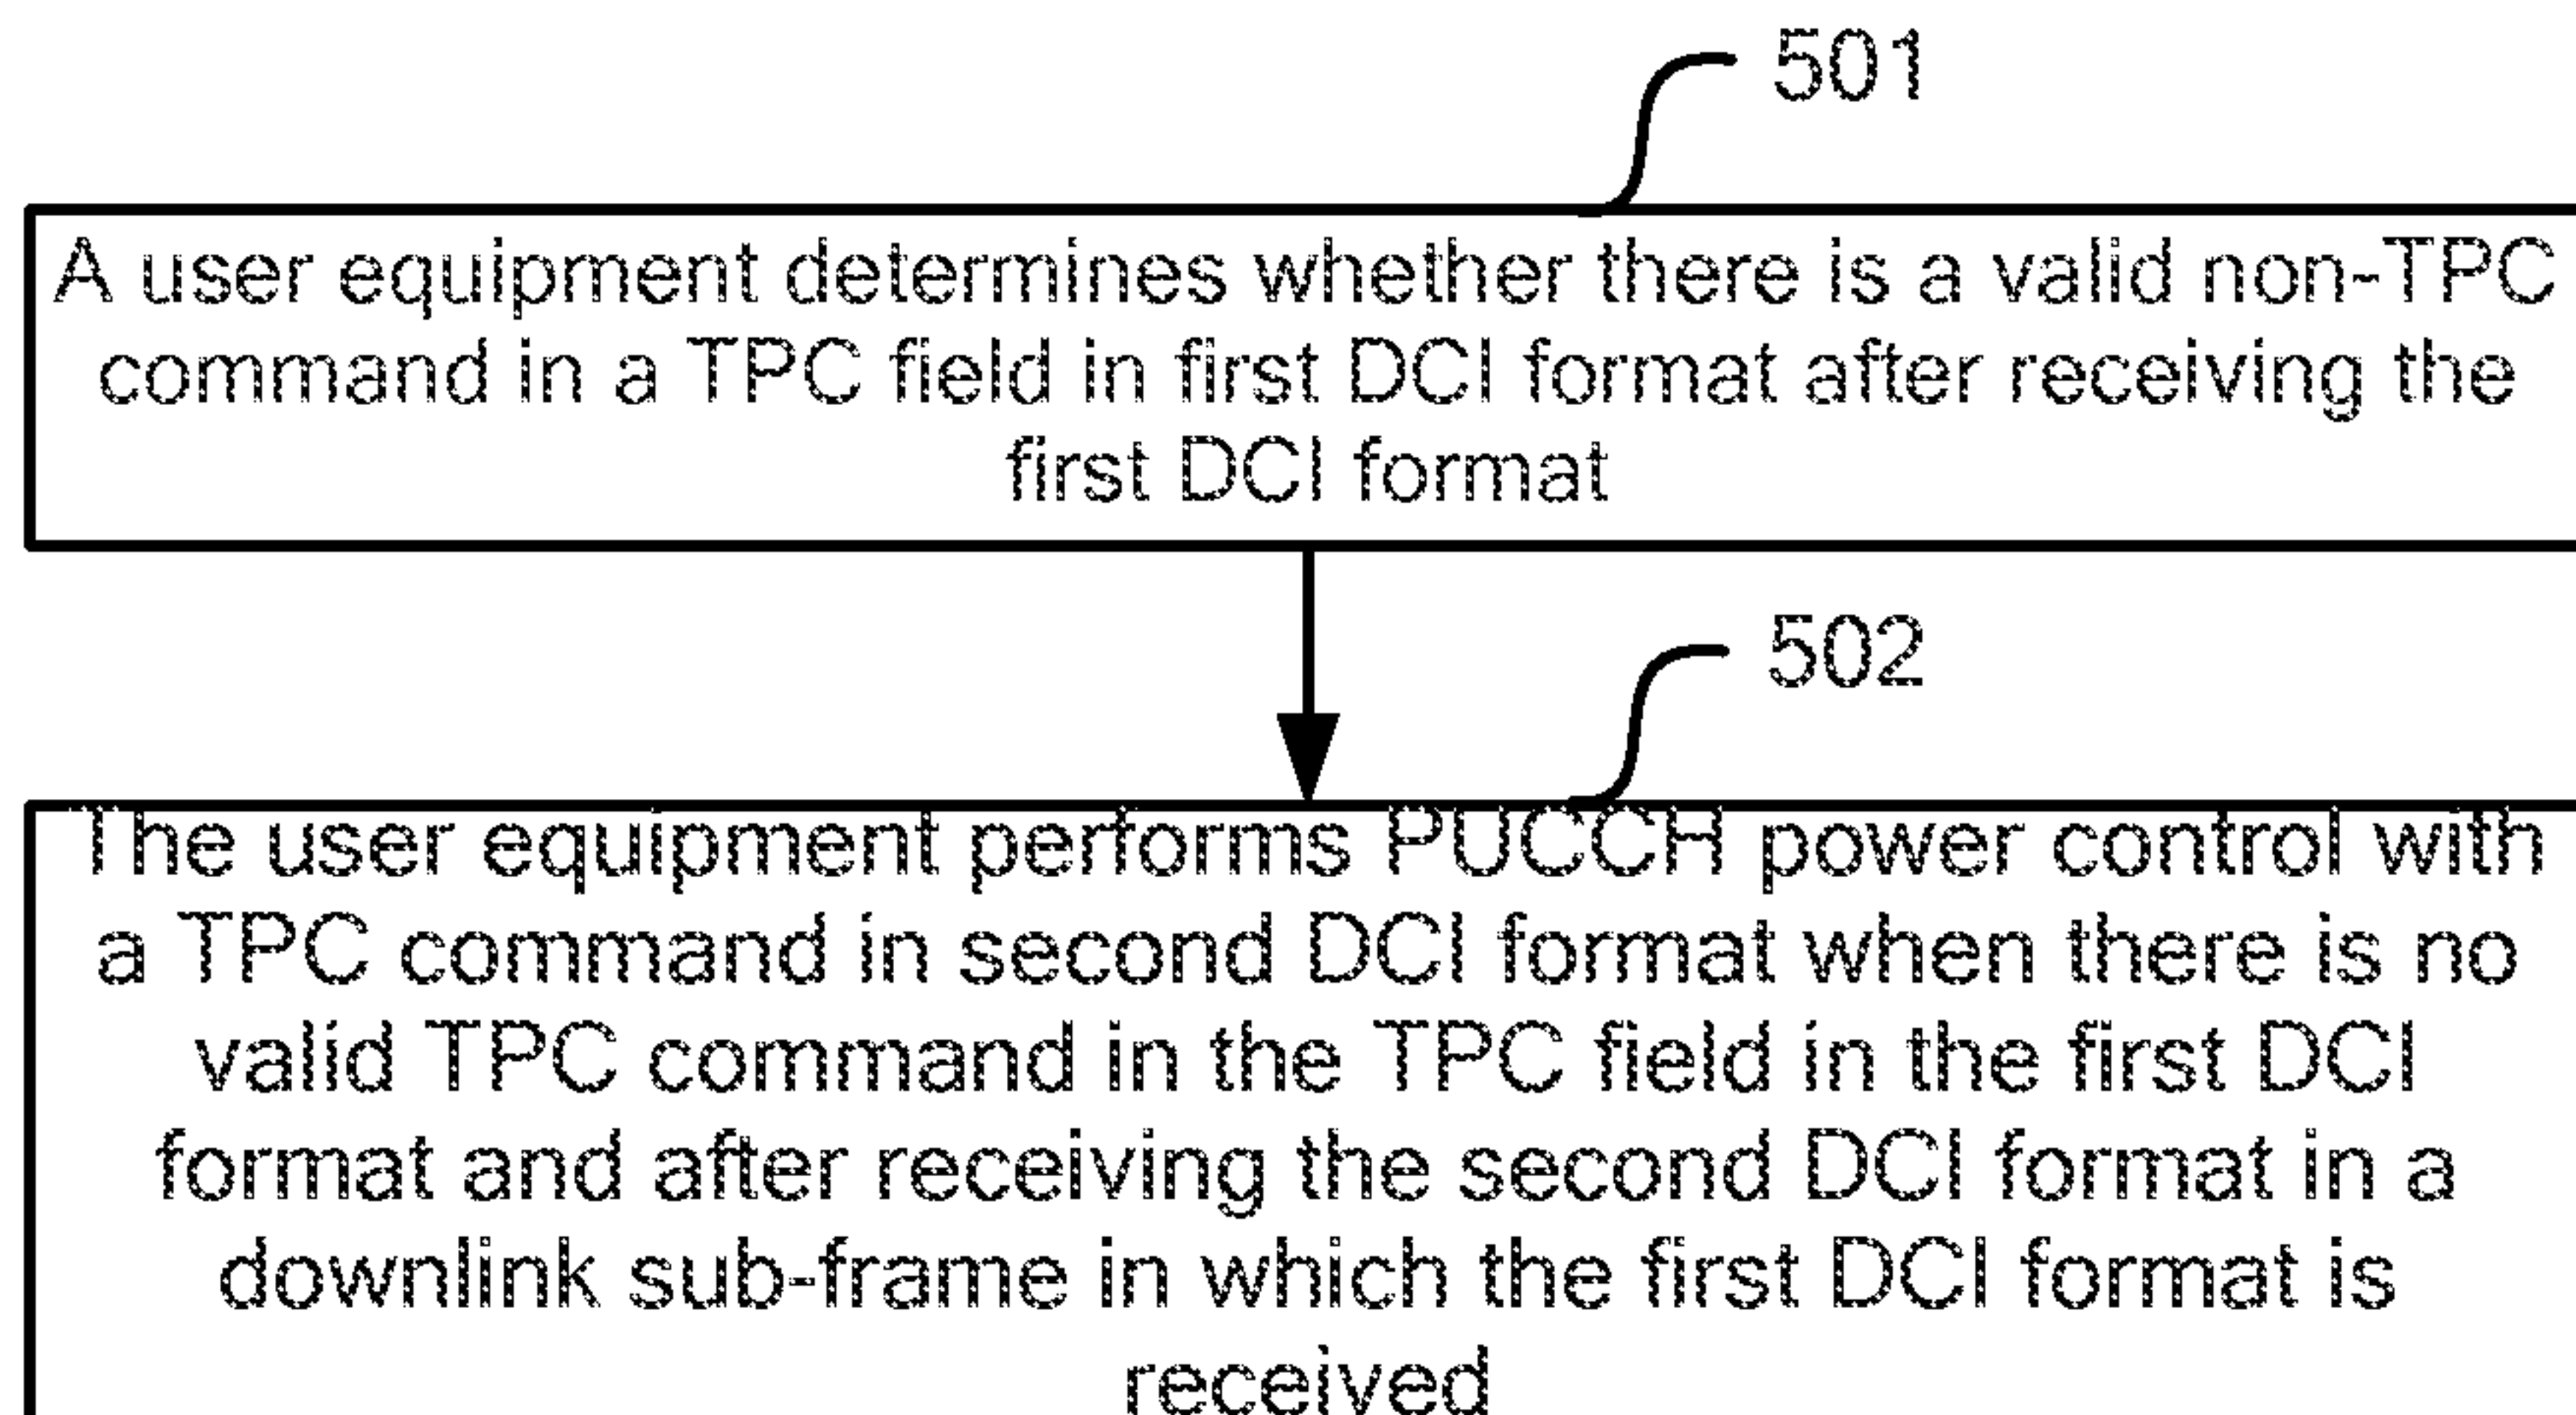 501
A user equipment determines whether there is a valid non-TPC
command in a TPC field in first DCI format after receiving the
first DCI format
502
The user equipment performs PUCCH power control with
a TPC command in second DCI format when there is no
valid TPC command in the TPC field in the first DCI
format and after receiving the second DCI format in a
downlink sub-frame in which the first DCI format is
received